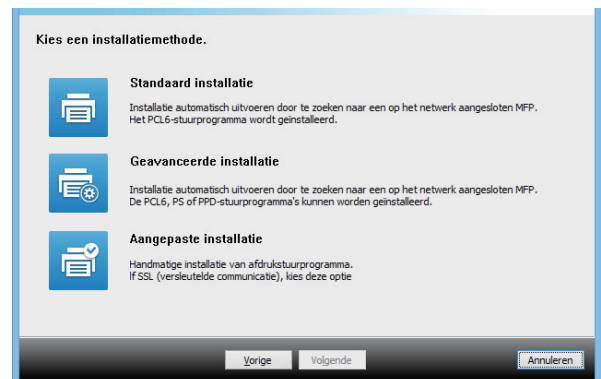 Kies een installatiemethode.
Standaard installatie
Installatie automatisch uitvoeren door te zoeken naar een op het netwerk aangesloten MFP.
Het PCL6-stuurprogramma wordt geïnstalleerd.
Geavanceerde installatie
Installatie automatisch uitvoeren door te zoeken naar een op het netwerk aangesloten MFP.
De PCL6, PS of PPD-stuurprogramma's kunnen worden geïnstalleerd.
Aangepaste installatie
Handmatige installatie van afdrukstuurprogramma.
If SSL (versleutelde communicatie), kies deze optie
Vorige Volgende Annuleren